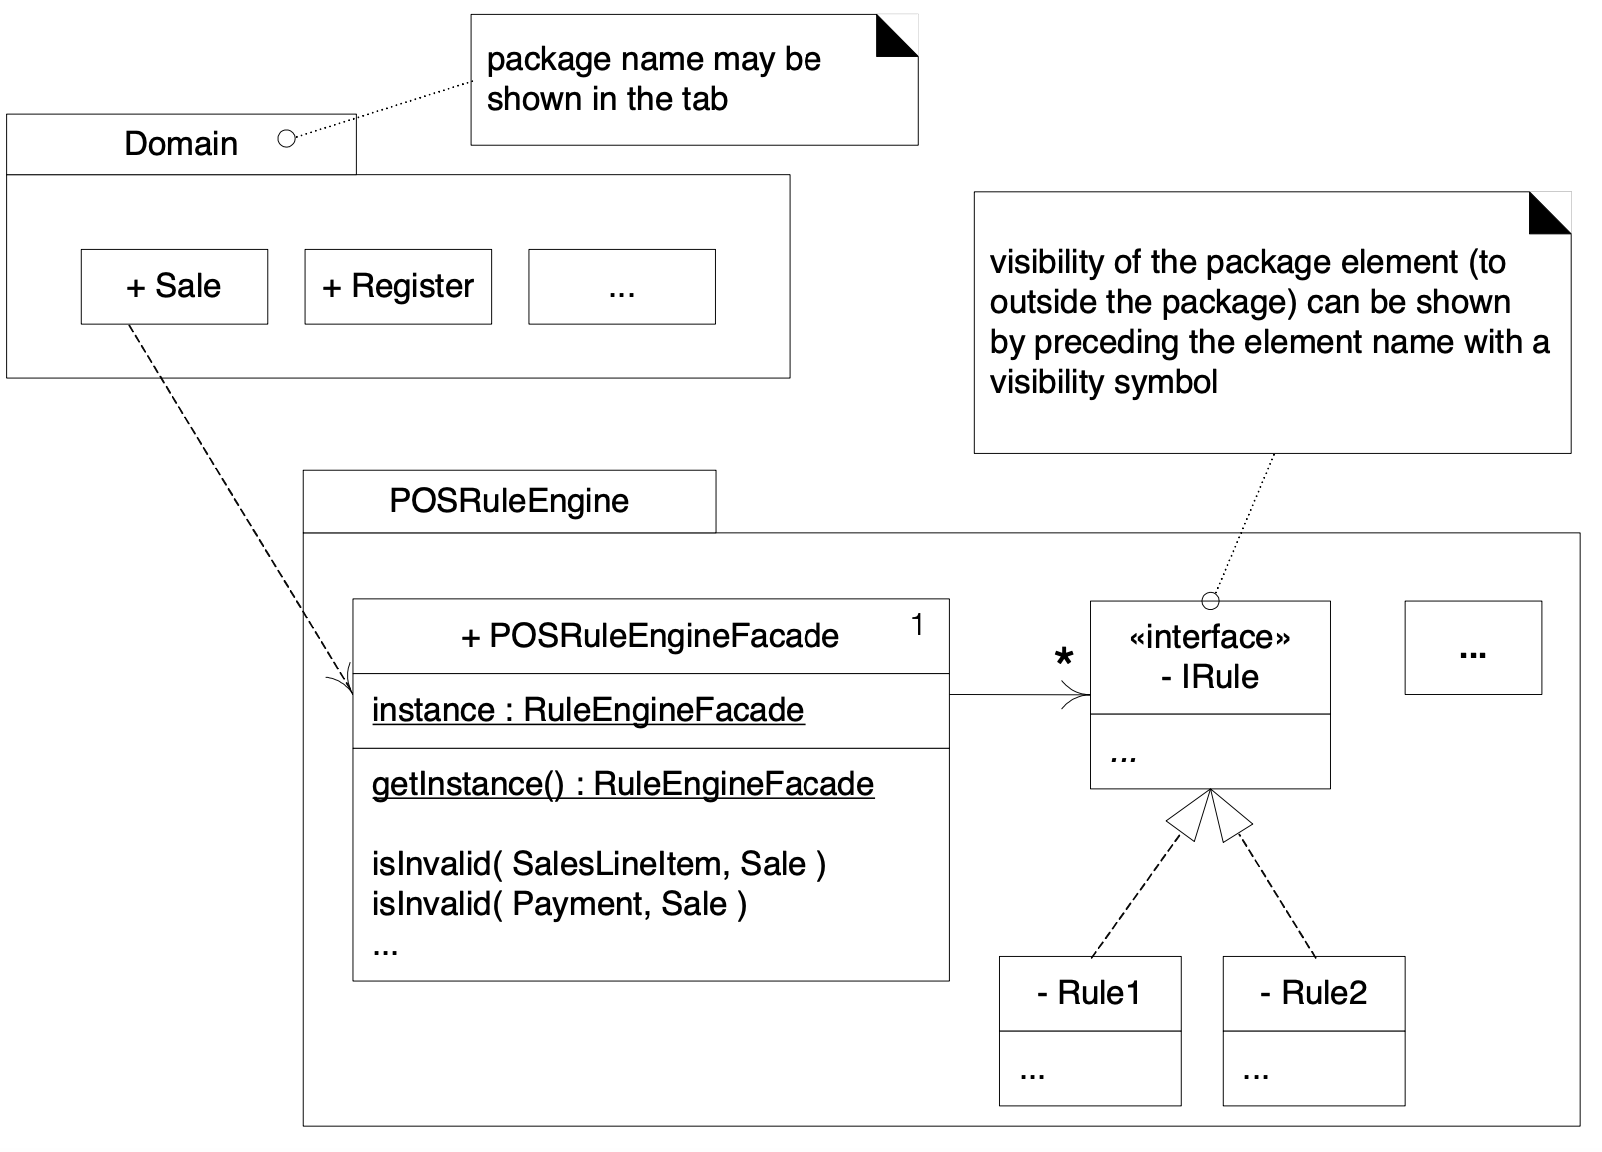 package name may be
shown in the tab
Domain
+ Sale
+ Register
...
visibility of the package element (to
outside the package) can be shown
by preceding the element name with a
visibility symbol
POSRuleEngine
+ POSRuleEngineFacade
1
instance : RuleEngineFacade
getInstance() : RuleEngineFacade
isInvalid( SalesLineItem, Sale )
isInvalid( Payment, Sale )
...
*
«interface»
- IRule
...
...
- Rule1
...
- Rule2
...